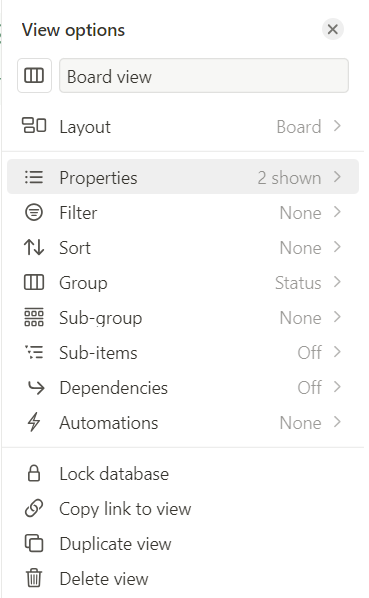 View options
Board view
Layout Board
Properties 2 shown
Filter None
Sort None
Group Status
Sub-group None
Sub-items Off
Dependencies Off
Automations None
Lock database
Copy link to view
Duplicate view
Delete view